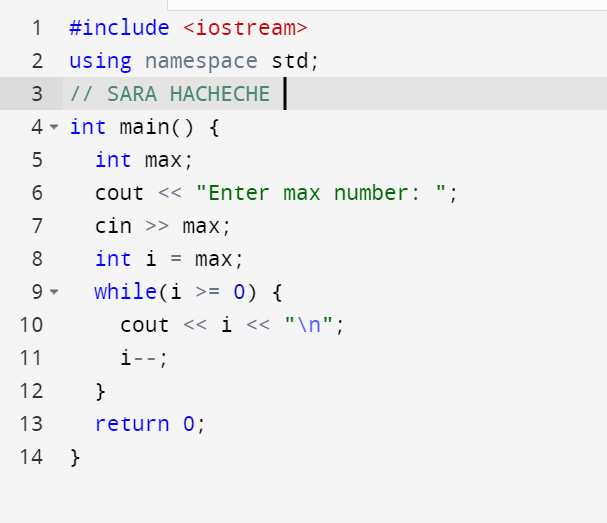 1 #include <iostream>
2 using namespace std;
3 // SARA HACHECHE
4 int main() {
5 int max;
6 cout << "Enter max number: ";
7 cin >> max;
8 int i = max;
9 while(i >= 0) {
10 cout << i << "\n";
11 i--;
12 }
13 return 0;
14 }